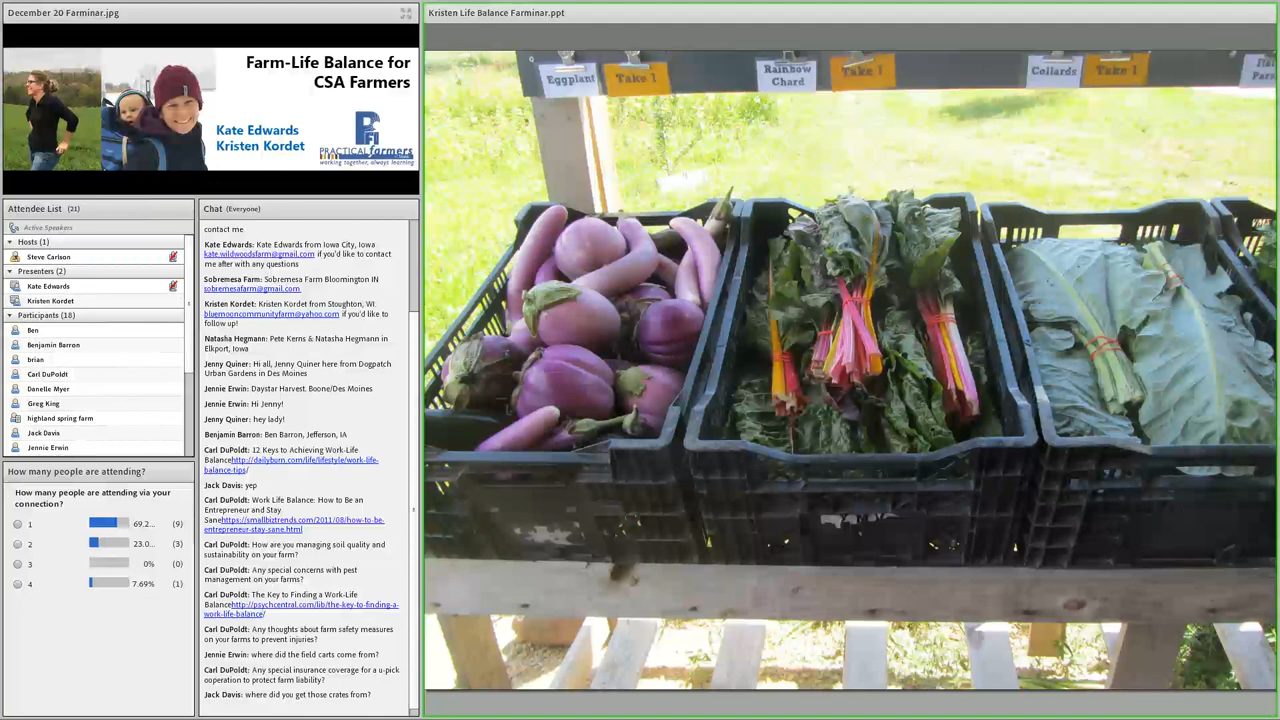 December 20 Farminar.jpg
Farm-Life Balance for
CSA Farmers
Kate Edwards
Kristen Kordet
PRACTICAL farmers
working together, always learning
Attendee List (21)
Active Speakers
Hosts (1)
Steve Carlson
Presenters (2)
Kate Edwards
Kristen Kordet
Participants (18)
Ben
Benjamin Barron
brian
Carl DuPoldt
Danelle Myer
Greg King
highland spring farm
Jack Davis
Jennie Erwin
How many people are attending?
How many people are attending via your
connection?
1 69.2... (9)
2 23.0... (3)
3 0% (0)
4 7.69% (1)
Chat (Everyone)
contact me
Kate Edwards: Kate Edwards from Iowa City, Iowa
kate.wildwoodsfarm@gmail.com if you'd like to contact
me after with any questions
Sobremesa Farm: Sobremesa Farm Bloomington IN
sobremesafarm@gmail.com
Kristen Kordet: Kristen Kordet from Stoughton, WI.
bluemooncommunityfarm@yahoo.com if you'd like to
follow up!
Natasha Hegmann: Pete Kerns & Natasha Hegmann in
Elkport, Iowa
Jenny Quiner: Hi all, Jenny Quiner here from Dogpatch
Urban Gardens in Des Moines
Jennie Erwin: Daystar Harvest. Boone/Des Moines
Jennie Erwin: Hi Jenny!
Jenny Quiner: hey lady!
Benjamin Barron: Ben Barron, Jefferson, IA
Carl DuPoldt: 12 Keys to Achieving Work-Life
Balancehttp://dailyburn.com/life/lifestyle/work-life-
balance-tips/
Jack Davis: yep
Carl DuPoldt: Work Life Balance: How to Be an
Entrepreneur and Stay
Sanehttps://smallbiztrends.com/2011/08/how-to-be-
entrepreneur-stay-sane.html
Carl DuPoldt: How are you managing soil quality and
sustainability on your farm?
Carl DuPoldt: Any special concerns with pest
management on your farms?
Carl DuPoldt: The Key to Finding a Work-Life
Balancehttp://psychcentral.com/lib/the-key-to-finding-a-
work-life-balance/
Carl DuPoldt: Any thoughts about farm safety measures
on your farms to prevent injuries?
Jennie Erwin: where did the field carts come from?
Carl DuPoldt: Any special insurance coverage for a u-pick
ooperation to protect farm liability?
Jack Davis: where did you get those crates from?
Kristen Life Balance Farminar.ppt
Eggplant
Take 1
Rainbow
Chard
Take 1
Collards
Take 1